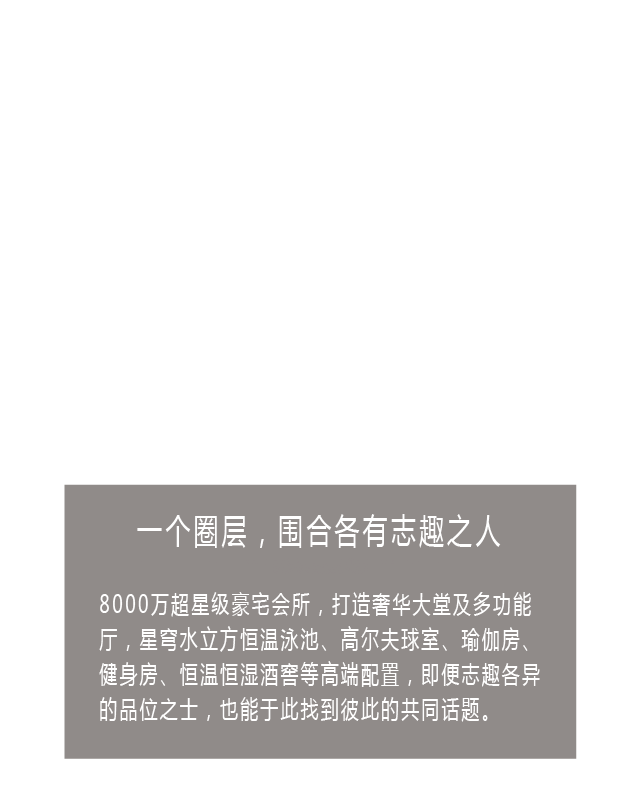 一个圈层，围合各有志趣之人
8000万超星级豪宅会所，打造奢华大堂及多功能
厅，星穹水立方恒温泳池、高尔夫球室、瑜伽房、
健身房、恒温恒湿酒窖等高端配置，即便志趣各异
的品位之士，也能于此找到彼此的共同话题。